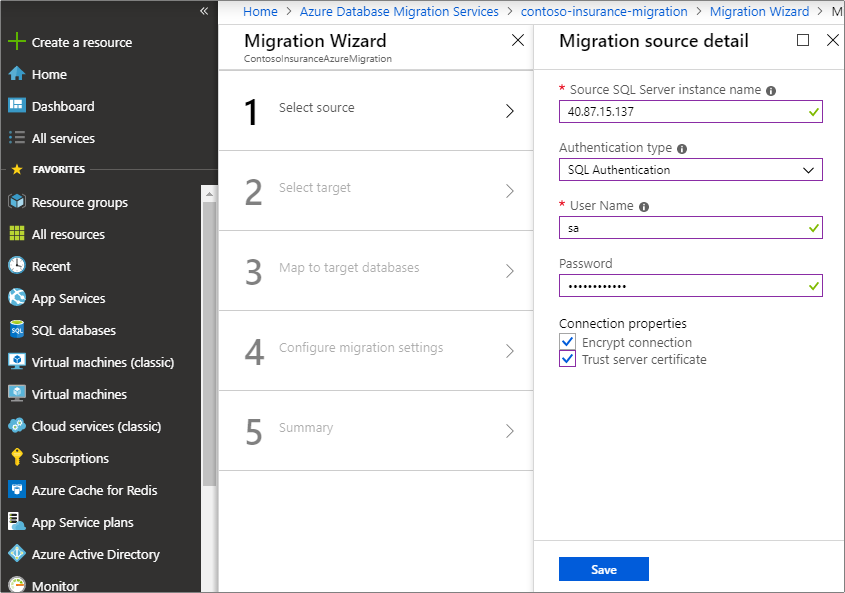 «
Create a resource
Home
Dashboard
All services
FAVORITES
Resource groups
All resources
Recent
App Services
SQL databases
Virtual machines (classic)
Virtual machines
Cloud services (classic)
Subscriptions
Azure Cache for Redis
App Service plans
Azure Active Directory
Monitor
Home > Azure Database Migration Services > contoso-insurance-migration > Migration Wizard > M
Migration Wizard
ContosoInsuranceAzureMigration
1 Select source
2 Select target
3 Map to target databases
4 Configure migration settings
5 Summary
Migration source detail
* Source SQL Server instance name
40.87.15.137
Authentication type
SQL Authentication
* User Name
sa
Password
••••••••••••
Connection properties
Encrypt connection
Trust server certificate
Save